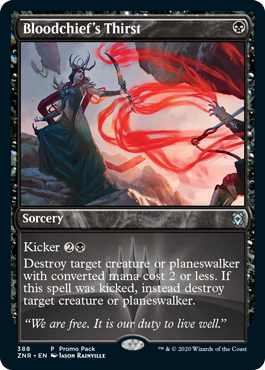 Bloodchief's Thirst
Sorcery
Kicker 2
Destroy target creature or planeswalker
with converted mana cost 2 or less. If
this spell was kicked, instead destroy
target creature or planeswalker.
"We are free. It is our duty to live well."
388 P Promo Pack
ZNR • EN Jason Rainville
™ & © 2020 Wizards of the Coast